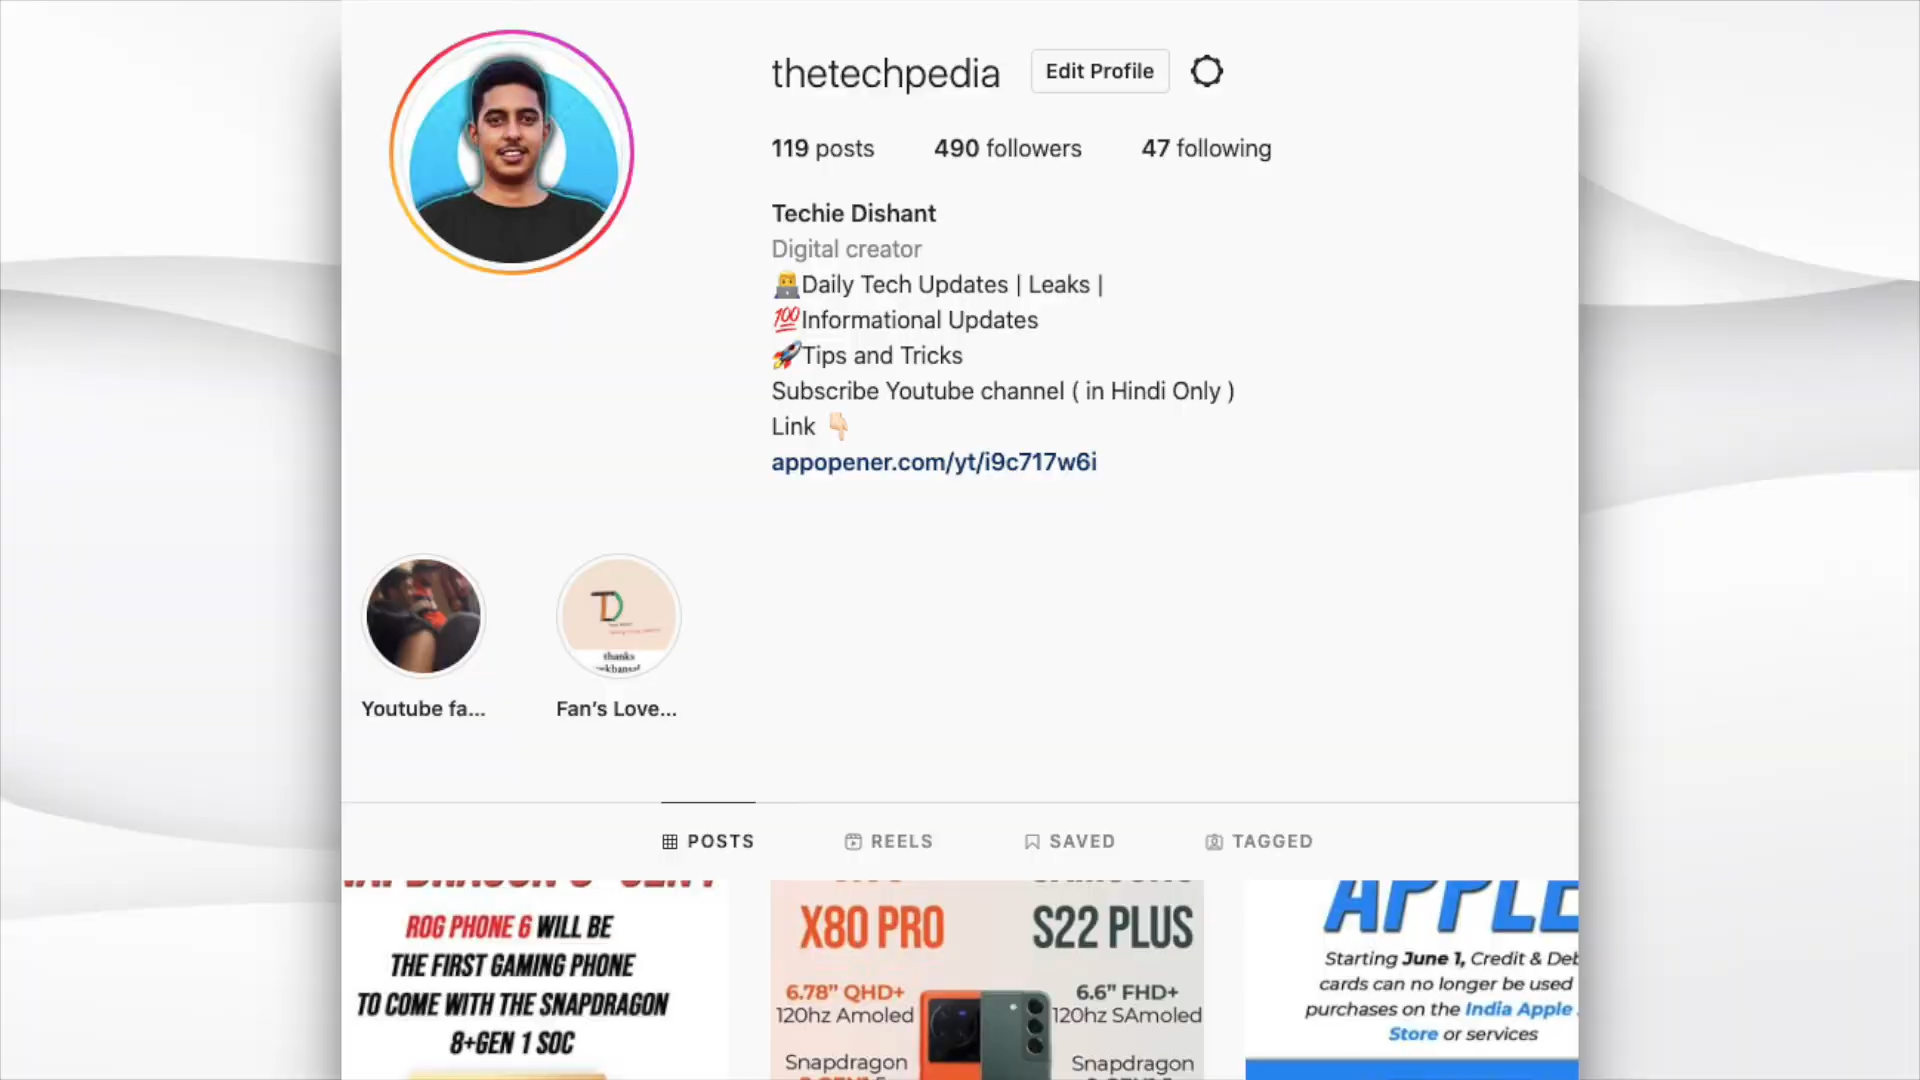 thetechpedia Edit Profile
119 posts 490 followers 47 following
Techie Dishant
Digital creator
👨‍💻Daily Tech Updates | Leaks |
💯Informational Updates
🚀Tips and Tricks
Subscribe Youtube channel ( in Hindi Only )
Link 👇🏻
appopener.com/yt/i9c717w6i
TD
thanks
Youtube fa... Fan's Love...
POSTS REELS SAVED TAGGED
ROG PHONE 6 WILL BE
THE FIRST GAMING PHONE
TO COME WITH THE SNAPDRAGON
8+GEN 1 SOC
X80 PRO S22 PLUS
6.78” QHD+ 6.6” FHD+
120hz Amoled 120hz SAmoled
Snapdragon Snapdragon
APPLE
Starting June 1, Credit & Deb
cards can no longer be used
purchases on the India Apple
Store or services